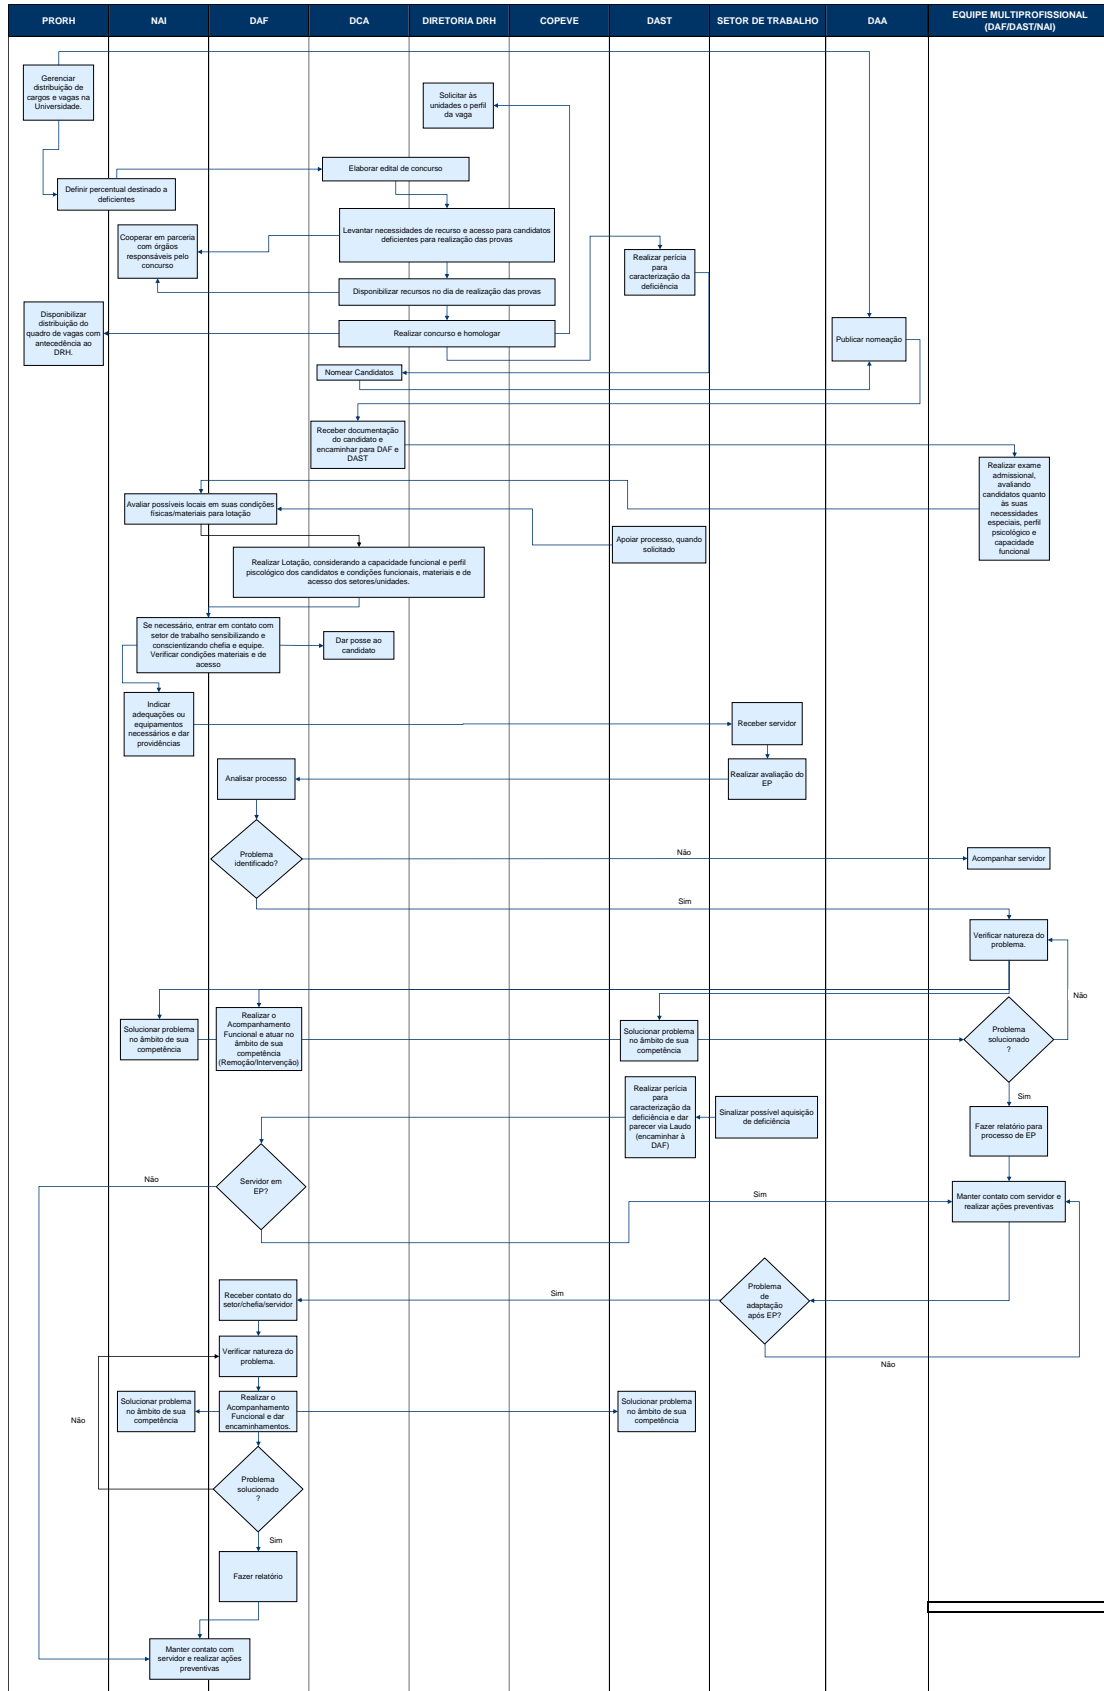 PRORH
NAI
DAF
DCA
DIRETORIA DRH
COPEVE
DAST
SETOR DE TRABALHO
DAA
EQUIPE MULTIPROFISSIONAL
(DAF/DAST/NAI)
Gerenciar
distribuição de
cargos e vagas na
Universidade.
Solicitar às
unidades o perfil
da vaga
Elaborar edital de concurso
Definir percentual destinado a
deficientes
Levantar necessidades de recurso e acesso para candidatos
deficientes para realização das provas
Cooperar em parceria
com órgãos
responsáveis pelo
concurso
Realizar perícia
para
caracterização da
deficiência
Disponibilizar recursos no dia de realização das provas
Disponibilizar
distribuição do
quadro de vagas com
antecedência ao
DRH.
Realizar concurso e homologar
Publicar nomeação
Nomear Candidatos
Receber documentação
do candidato e
encaminhar para DAF e
DAST
Realizar exame
admissional,
avaliando
candidatos quanto
às suas
necessidades
especiais, perfil
psicológico e
capacidade
funcional
Avaliar possíveis locais em suas condições
físicas/materiais para lotação
Apoiar processo, quando
solicitado
Realizar Lotação, considerando a capacidade funcional e perfil
piscológico dos candidatos e condições funcionais, materiais e de
acesso dos setores/unidades.
Se necessário, entrar em contato com
setor de trabalho sensibilizando e
conscientizando chefia e equipe.
Verificar condições materiais e de
acesso
Dar posse ao
candidato
Indicar
adequações ou
equipamentos
necessários e dar
providências
Receber servidor
Analisar processo
Realizar avaliação do
EP
Problema
identificado?
Não
Acompanhar servidor
Sim
Verificar natureza do
problema.
Não
Solucionar problema
no âmbito de sua
competência
Realizar o
Acompanhamento
Funcional e atuar no
âmbito de sua
competência
(Remoção/Intervenção)
Solucionar problema
no âmbito de sua
competência
Problema
solucionado
?
Sim
Realizar perícia
para
caracterização da
deficiência e dar
parecer via Laudo
(encaminhar à
DAF)
Sinalizar possível aquisição
de deficiência
Fazer relatório para
processo de EP
Não
Servidor em
EP?
Sim
Manter contato com servidor e
realizar ações preventivas
Receber contato do
setor/chefia/servidor
Sim
Problema
de
adaptação
após EP?
Verificar natureza do
problema.
Não
Solucionar problema
no âmbito de sua
competência
Realizar o
Acompanhamento
Funcional e dar
encaminhamentos.
Solucionar problema
no âmbito de sua
competência
Não
Problema
solucionado
?
Sim
Fazer relatório
Manter contato com
servidor e realizar ações
preventivas